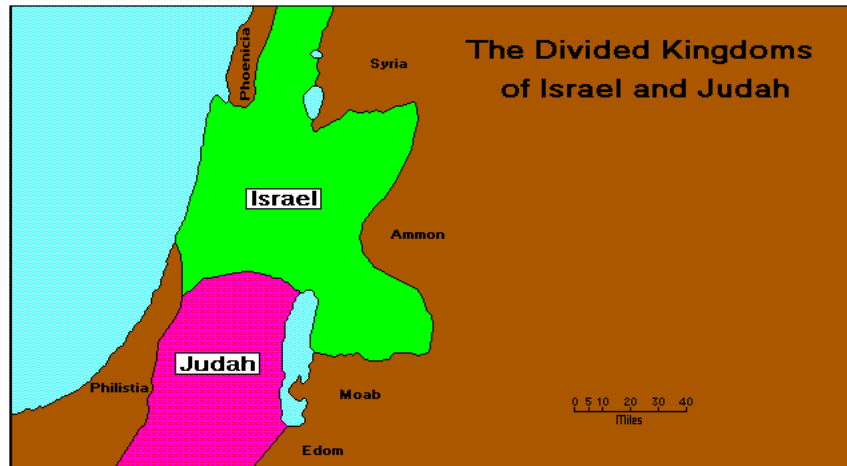 The Divided Kingdoms
of Israel and Judah
Phoenicia
Syria
Israel
Ammon
Judah
Philistia
Moab
Edom
0 5 10 20 30 40
Miles